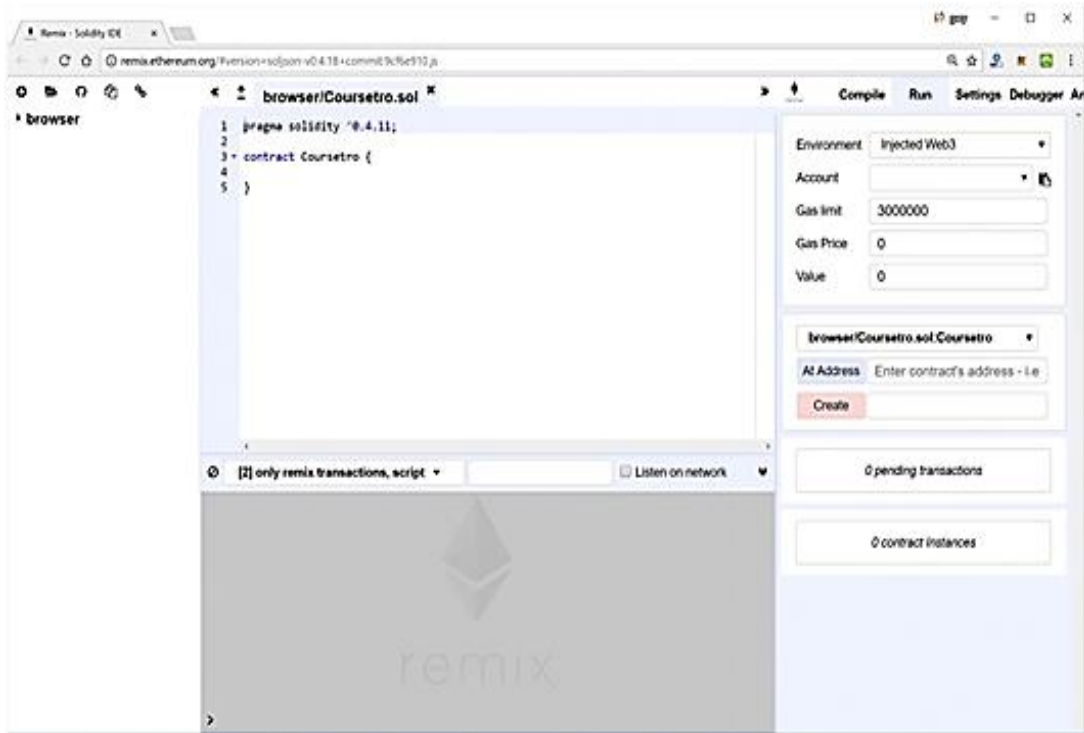 Remix - Solidity IDE
remix.ethereum.org/#version=soljson-v0.4.18+commit.9cf6e910.js
browser
browser/Coursetro.sol
1 pragma solidity ^0.4.11;
2
3 contract Coursetro {
4
5 }
[2] only remix transactions, script
Listen on network
remix
Compile Run Settings Debugger
Environment Injected Web3
Account
Gas limit 3000000
Gas Price 0
Value 0
browser/Coursetro.sol:Coursetro
At Address Enter contract's address - i.e
Create
0 pending transactions
0 contract instances